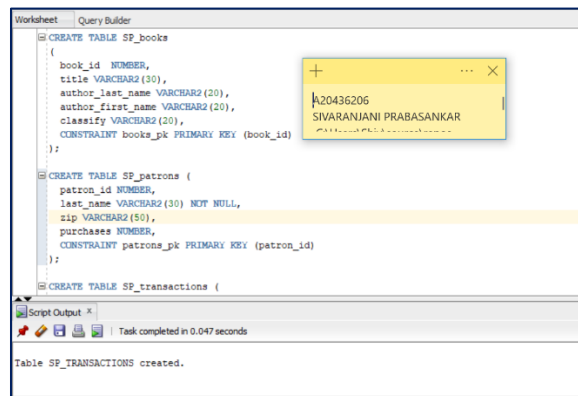 Worksheet Query Builder
CREATE TABLE SP_books
(
book_id NUMBER,
title VARCHAR2(30),
author_last_name VARCHAR2(20),
author_first_name VARCHAR2(20),
classify VARCHAR2(20),
CONSTRAINT books_pk PRIMARY KEY (book_id)
);
A20436206
SIVARANJANI PRABASANKAR
CREATE TABLE SP_patrons (
patron_id NUMBER,
last_name VARCHAR2(30) NOT NULL,
zip VARCHAR2(50),
purchases NUMBER,
CONSTRAINT patrons_pk PRIMARY KEY (patron_id)
);
CREATE TABLE SP_transactions (
Script Output
Task completed in 0.047 seconds
Table SP_TRANSACTIONS created.